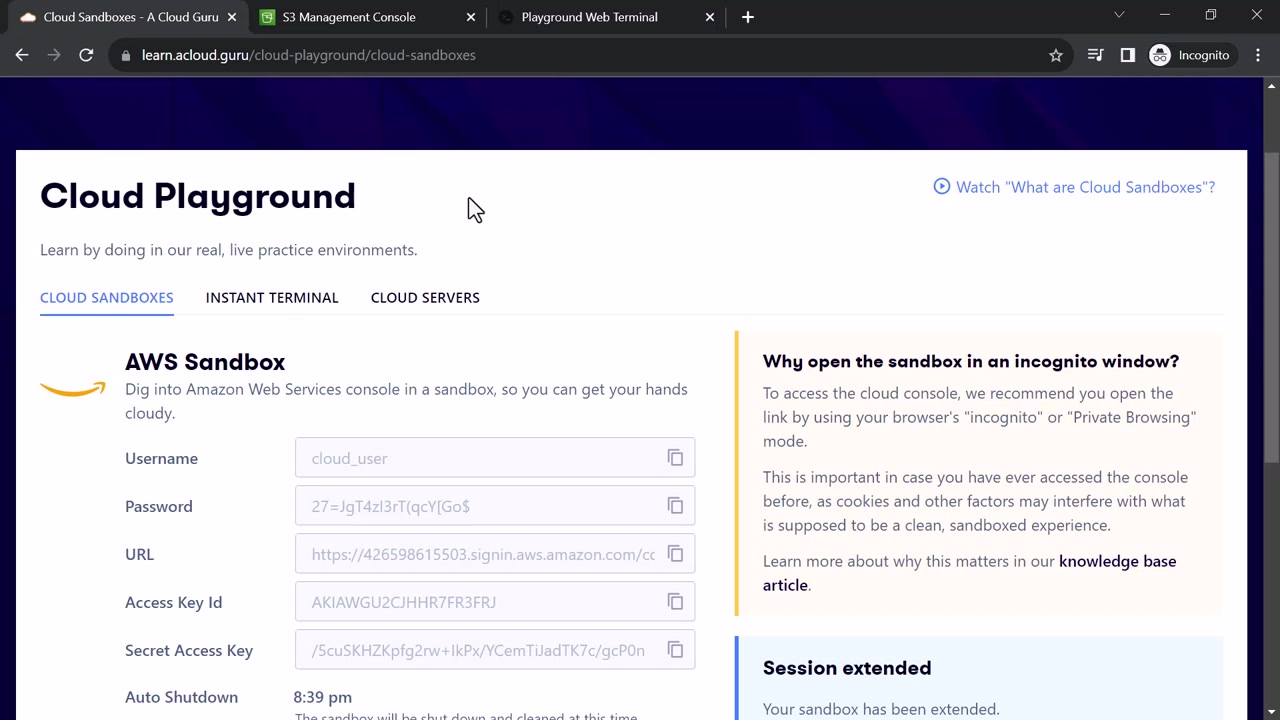 Cloud Sandboxes - A Cloud Guru
S3 Management Console
Playground Web Terminal
learn.acloud.guru/cloud-playground/cloud-sandboxes
Incognito
Cloud Playground
Watch "What are Cloud Sandboxes"?
Learn by doing in our real, live practice environments.
CLOUD SANDBOXES
INSTANT TERMINAL
CLOUD SERVERS
AWS Sandbox
Dig into Amazon Web Services console in a sandbox, so you can get your hands
cloudy.
Username
cloud_user
Password
27=JgT4zI3rT(qcY[Go$
URL
https://426598615503.signin.aws.amazon.com/cc
Access Key Id
AKIAWGU2CJHHR7FR3FRJ
Secret Access Key
/5cuSKHZKpfg2rw+IkPx/YCemTiJadTK7c/gcP0n
Auto Shutdown
8:39 pm
The sandbox will be shut down and cleaned at this time
Why open the sandbox in an incognito window?
To access the cloud console, we recommend you open the
link by using your browser's "incognito" or "Private Browsing"
mode.
This is important in case you have ever accessed the console
before, as cookies and other factors may interfere with what
is supposed to be a clean, sandboxed experience.
Learn more about why this matters in our knowledge base
article.
Session extended
Your sandbox has been extended.